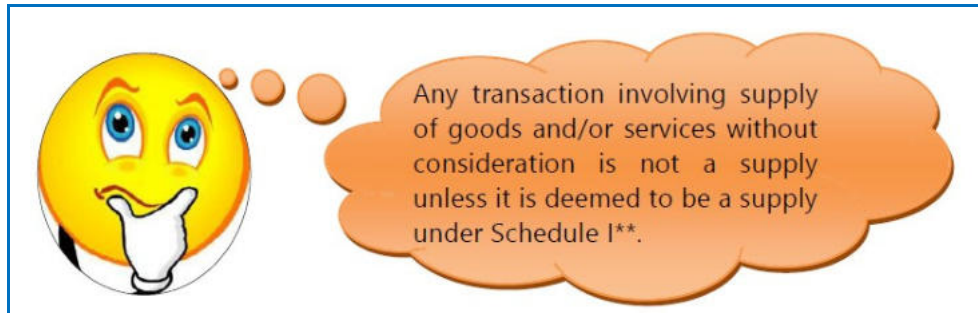 Any transaction involving supply
of goods and/or services without
consideration is not a supply
unless it is deemed to be a supply
under Schedule I**.